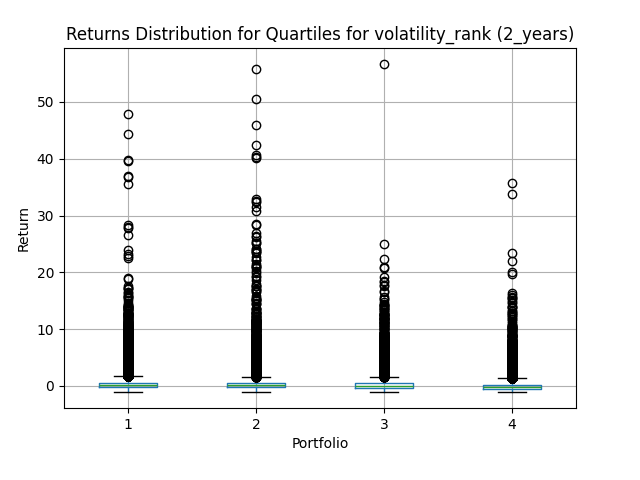 Returns Distribution for Quartiles for volatility_rank (2_years)
50
40
30
20
10
0
Return
1 2 3 4
Portfolio